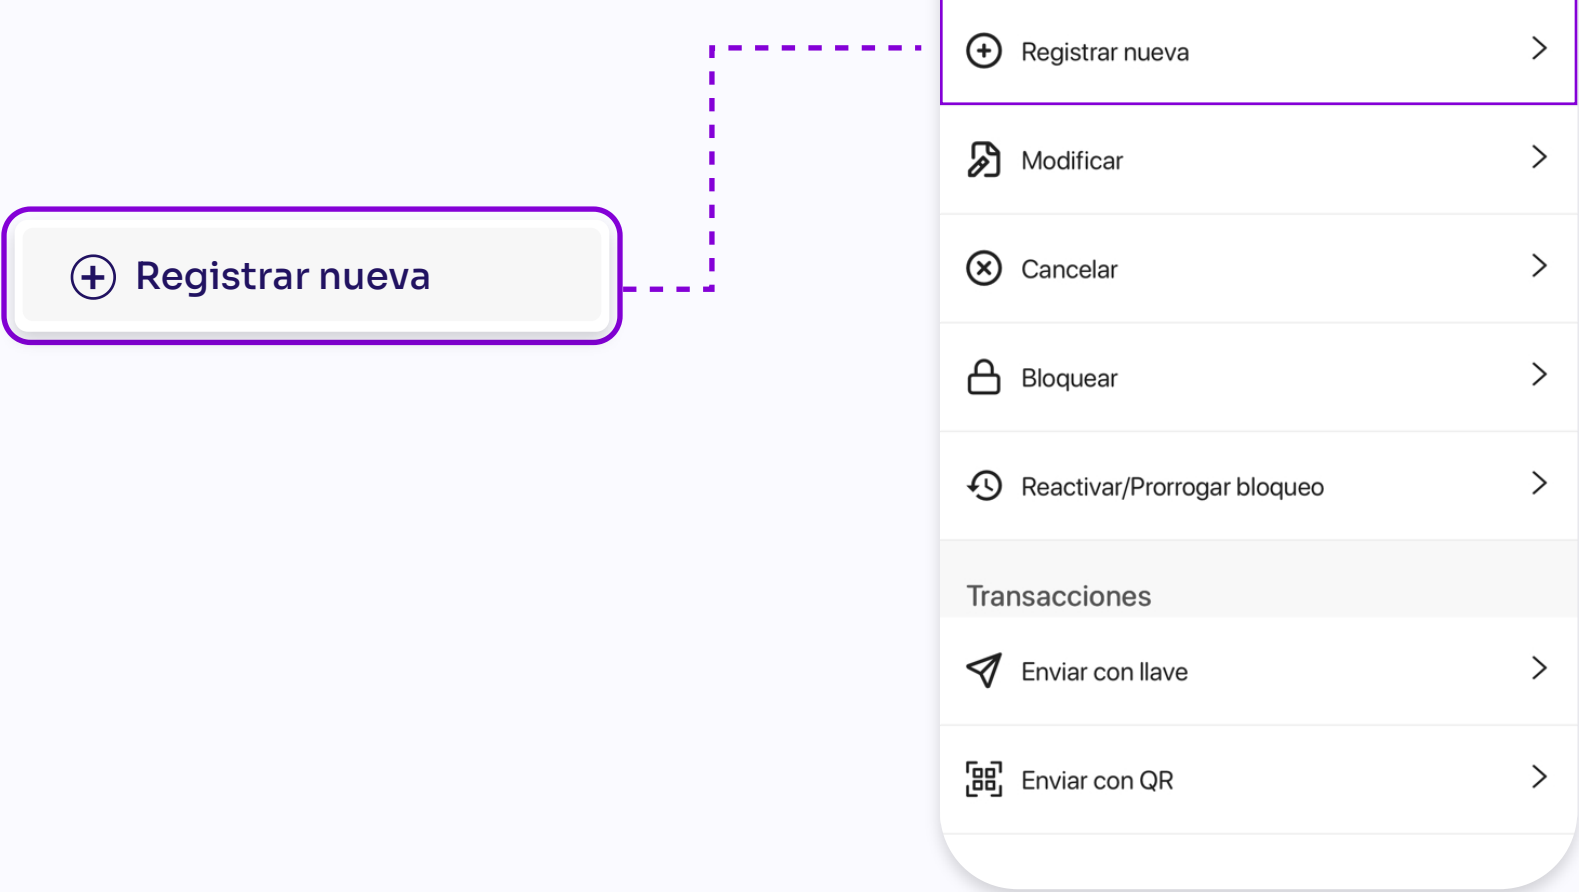 Registrar nueva
Registrar nueva
Modificar
Cancelar
Bloquear
Reactivar/Prorrogar bloqueo
Transacciones
Enviar con llave
Enviar con QR